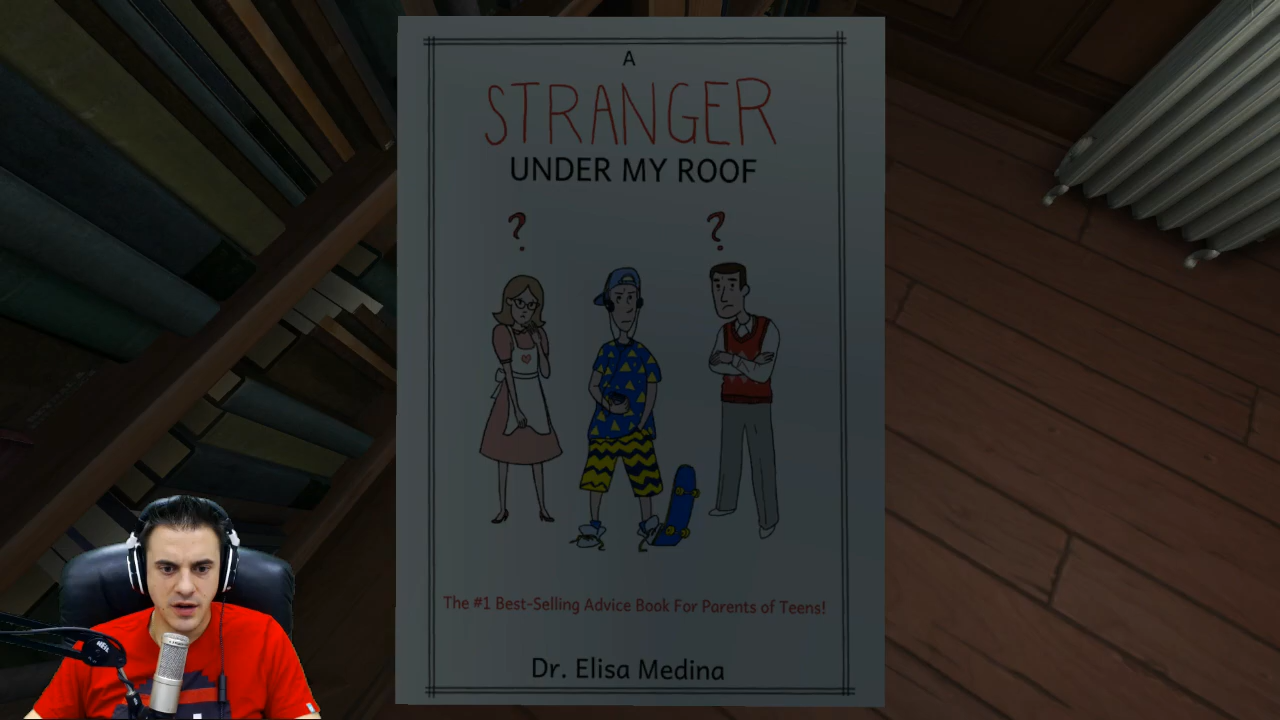 A
STRANGER
UNDER MY ROOF
? ?
The #1 Best-Selling Advice Book For Parents of Teens!
Dr. Elisa Medina